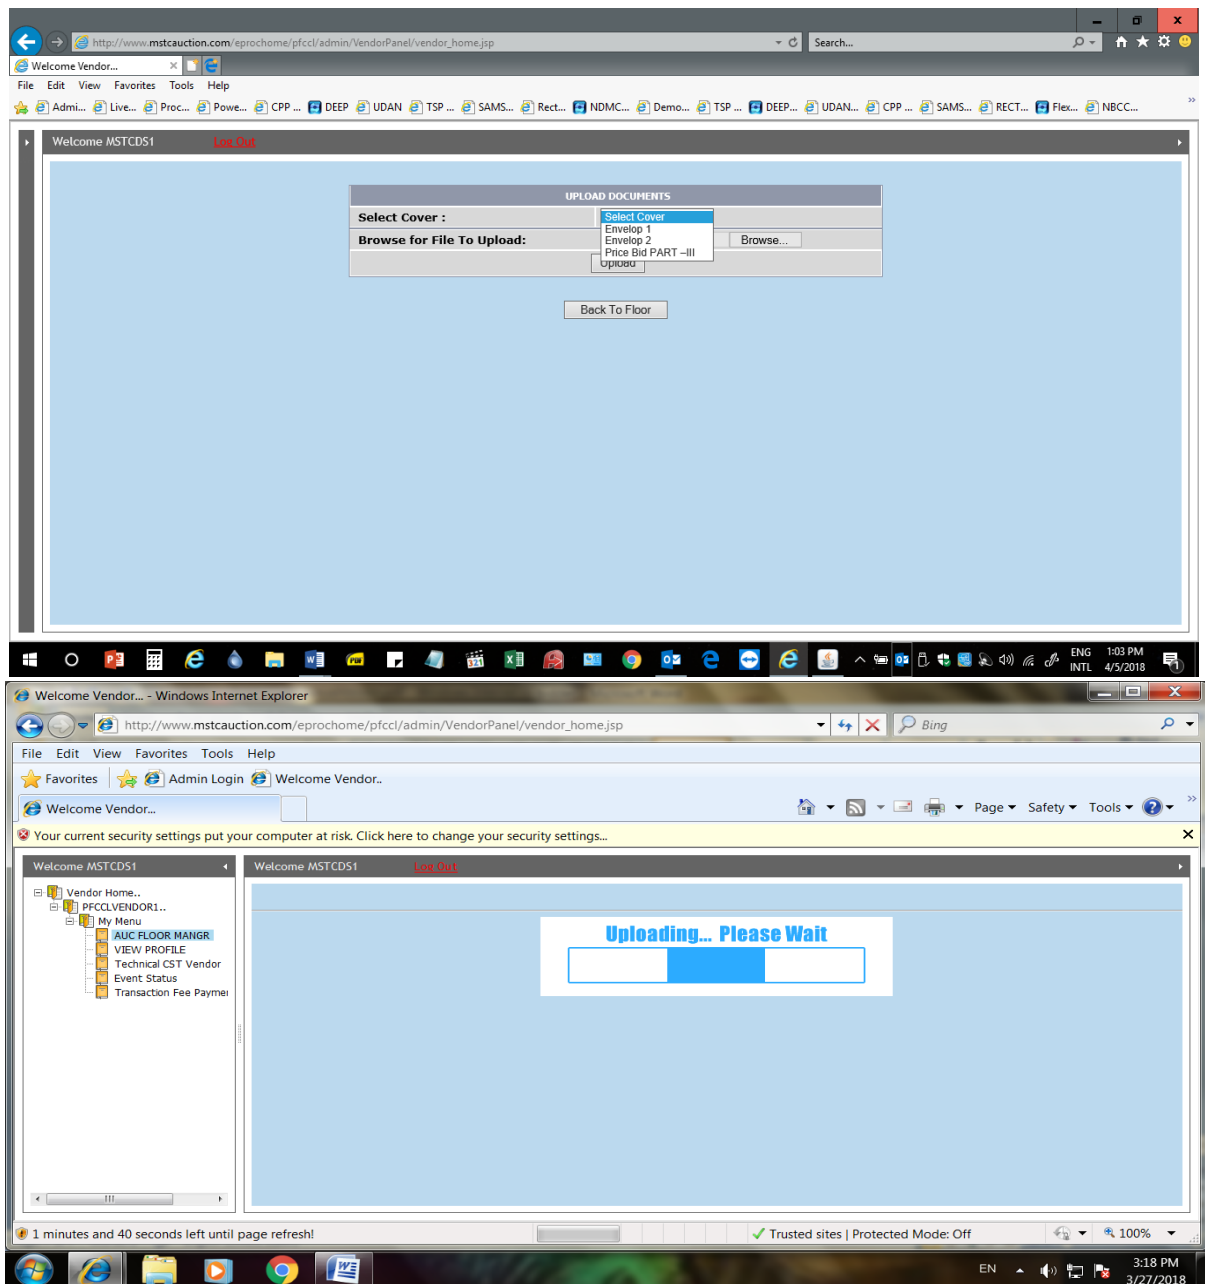 http://www.mstcauction.com/eprochome/pfccl/admin/VendorPanel/vendor_home.jsp
Search...
Welcome Vendor...
File Edit View Favorites Tools Help
Admi... Live... Proc... Powe... CPP ... DEEP UDAN TSP ... SAMS... Rect... NDMC... Demo... TSP ... DEEP... UDAN... CPP ... SAMS... RECT... Flex... NBCC...
Welcome MSTCDS1 Log Out
UPLOAD DOCUMENTS
Select Cover :
Select Cover
Envelop 1
Browse for File To Upload:
Envelop 2
Browse...
Price Bid PART –III
Upload
Back To Floor
ENG 1:03 PM
INTL 4/5/2018
Welcome Vendor... - Windows Internet Explorer
http://www.mstcauction.com/eprochome/pfccl/admin/VendorPanel/vendor_home.jsp
Bing
File Edit View Favorites Tools Help
Favorites Admin Login Welcome Vendor..
Welcome Vendor... Page Safety Tools
Your current security settings put your computer at risk. Click here to change your security settings...
Welcome MSTCDS1
Welcome MSTCDS1 Log Out
Vendor Home..
PFCCLVENDOR1..
My Menu
AUC FLOOR MANGR
VIEW PROFILE
Technical CST Vendor
Event Status
Transaction Fee Paymer
Uploading... Please Wait
1 minutes and 40 seconds left until page refresh!
Trusted sites | Protected Mode: Off
100%
EN
3:18 PM
3/27/2018